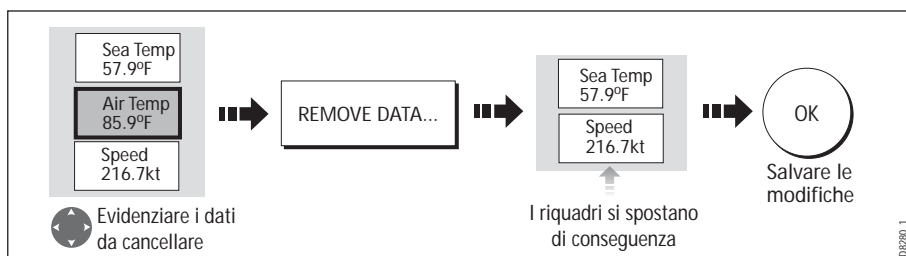 Sea Temp
57.9ºF
Air Temp
85.9ºF
Speed
216.7kt
Evidenziare i dati
da cancellare
REMOVE DATA...
Sea Temp
57.9ºF
Speed
216.7kt
I riquadri si spostano
di conseguenza
OK
Salvare le
modifiche
D8280_1